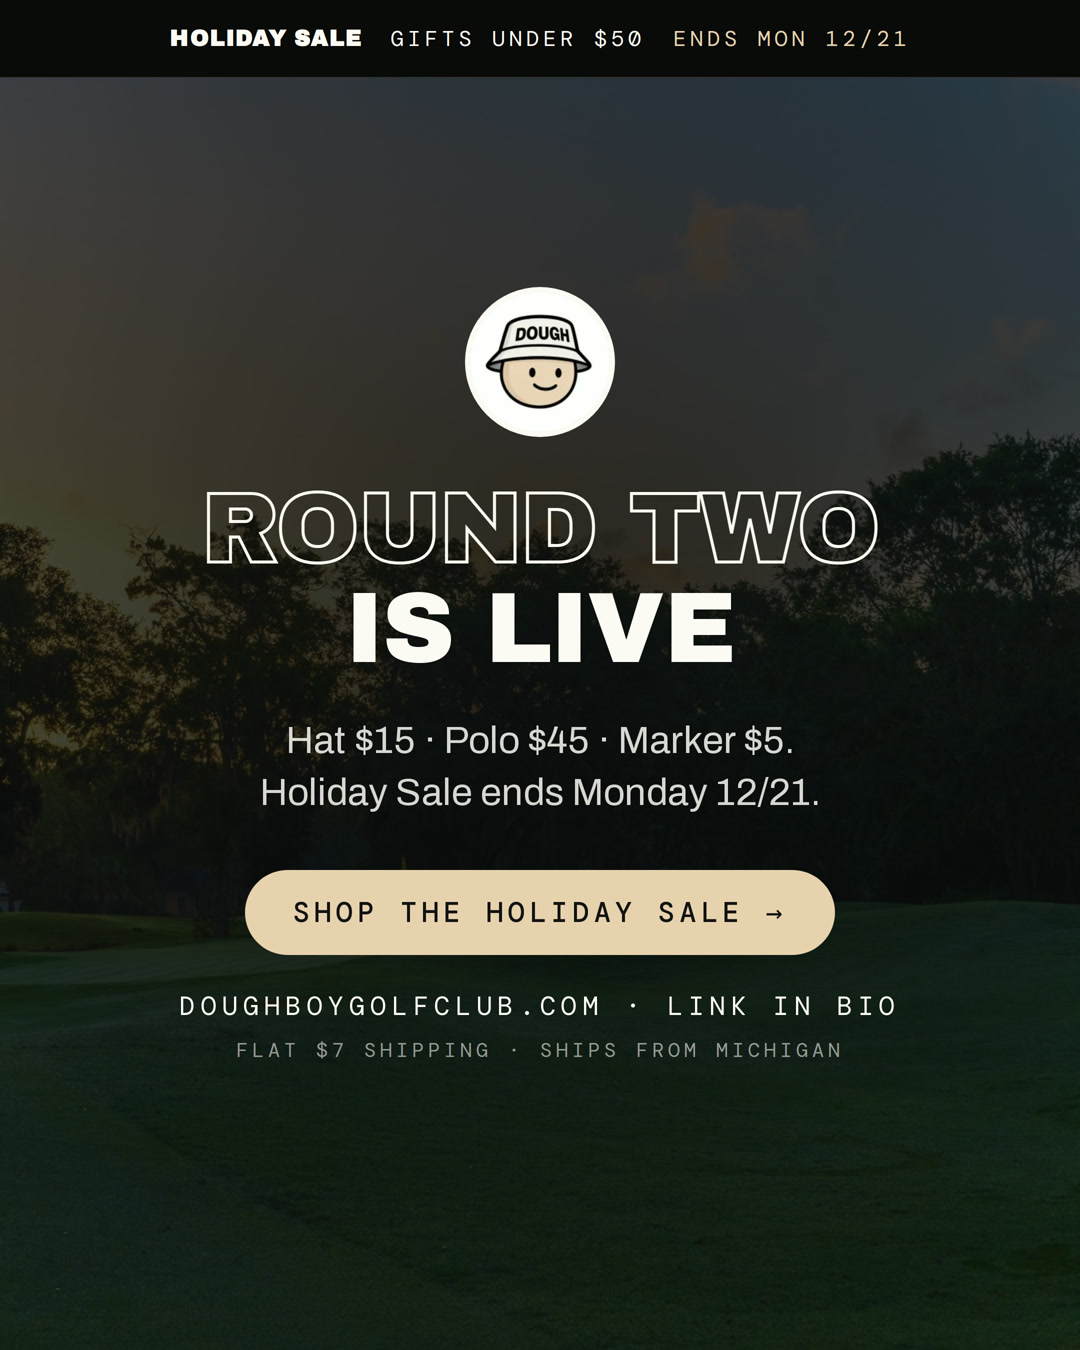 HOLIDAY SALE GIFTS UNDER $50 ENDS MON 12/21
DOUGH
ROUND TWO
IS LIVE
Hat $15 · Polo $45 · Marker $5.
Holiday Sale ends Monday 12/21.
SHOP THE HOLIDAY SALE →
DOUGHBOYGOLFCLUB.COM · LINK IN BIO
FLAT $7 SHIPPING · SHIPS FROM MICHIGAN